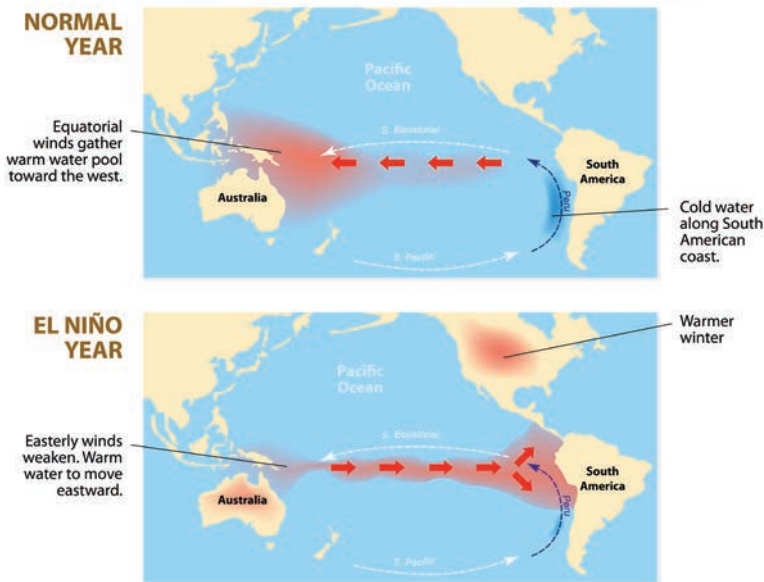 NORMAL
YEAR
Pacific
Ocean
Equatorial
winds gather
warm water pool
toward the west.
S. Equatorial
South
America
Australia
Peru
Cold water
along South
American
coast.
S. Pacific
EL NIÑO
YEAR
Warmer
winter
Pacific
Ocean
Easterly winds
weaken. Warm
water to move
eastward.
S. Equatorial
South
America
Australia
Peru
S. Pacific